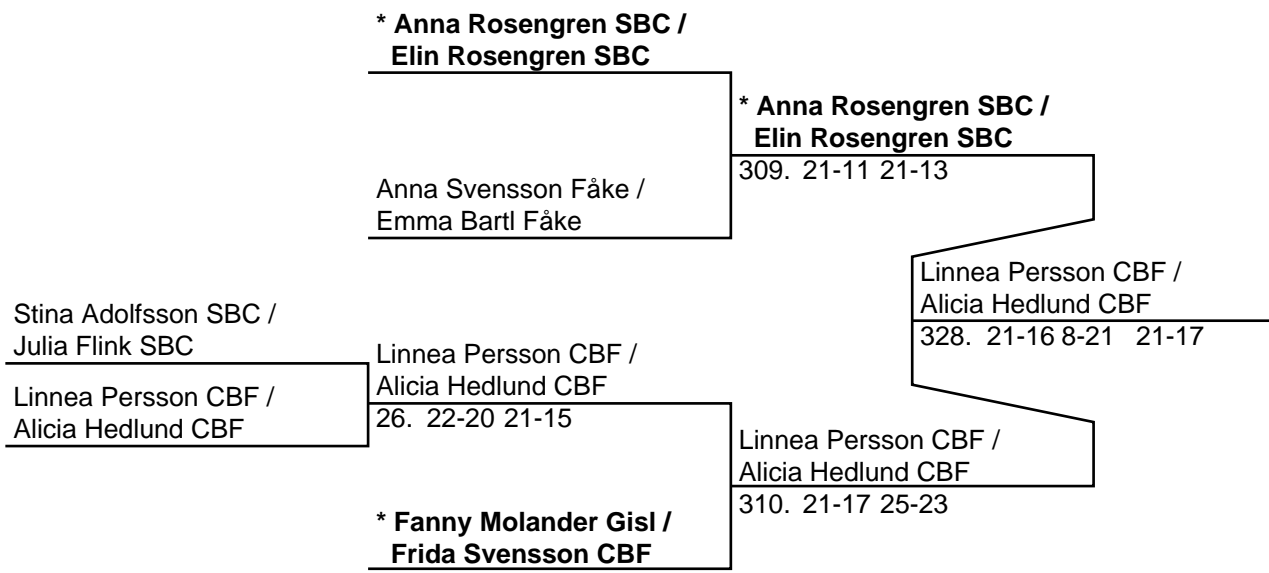 * Anna Rosengren SBC /
Elin Rosengren SBC
* Anna Rosengren SBC /
Elin Rosengren SBC
309. 21-11 21-13
Anna Svensson Fåke /
Emma Bartl Fåke
Linnea Persson CBF /
Alicia Hedlund CBF
328. 21-16 8-21 21-17
Stina Adolfsson SBC /
Julia Flink SBC
Linnea Persson CBF /
Alicia Hedlund CBF
26. 22-20 21-15
Linnea Persson CBF /
Alicia Hedlund CBF
Linnea Persson CBF /
Alicia Hedlund CBF
310. 21-17 25-23
* Fanny Molander Gisl /
Frida Svensson CBF